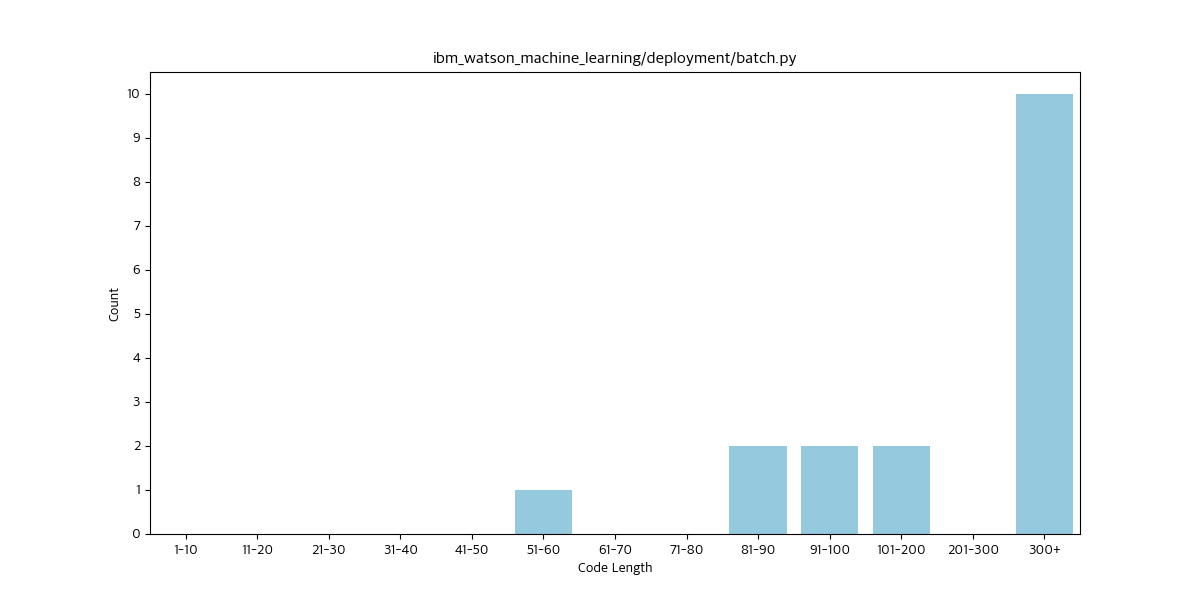 ibm_watson_machine_learning/deployment/batch.py
10
9
8
7
6
5
4
3
2
1
0
Count
1-10 11-20 21-30 31-40 41-50 51-60 61-70 71-80 81-90 91-100 101-200 201-300 300+
Code Length